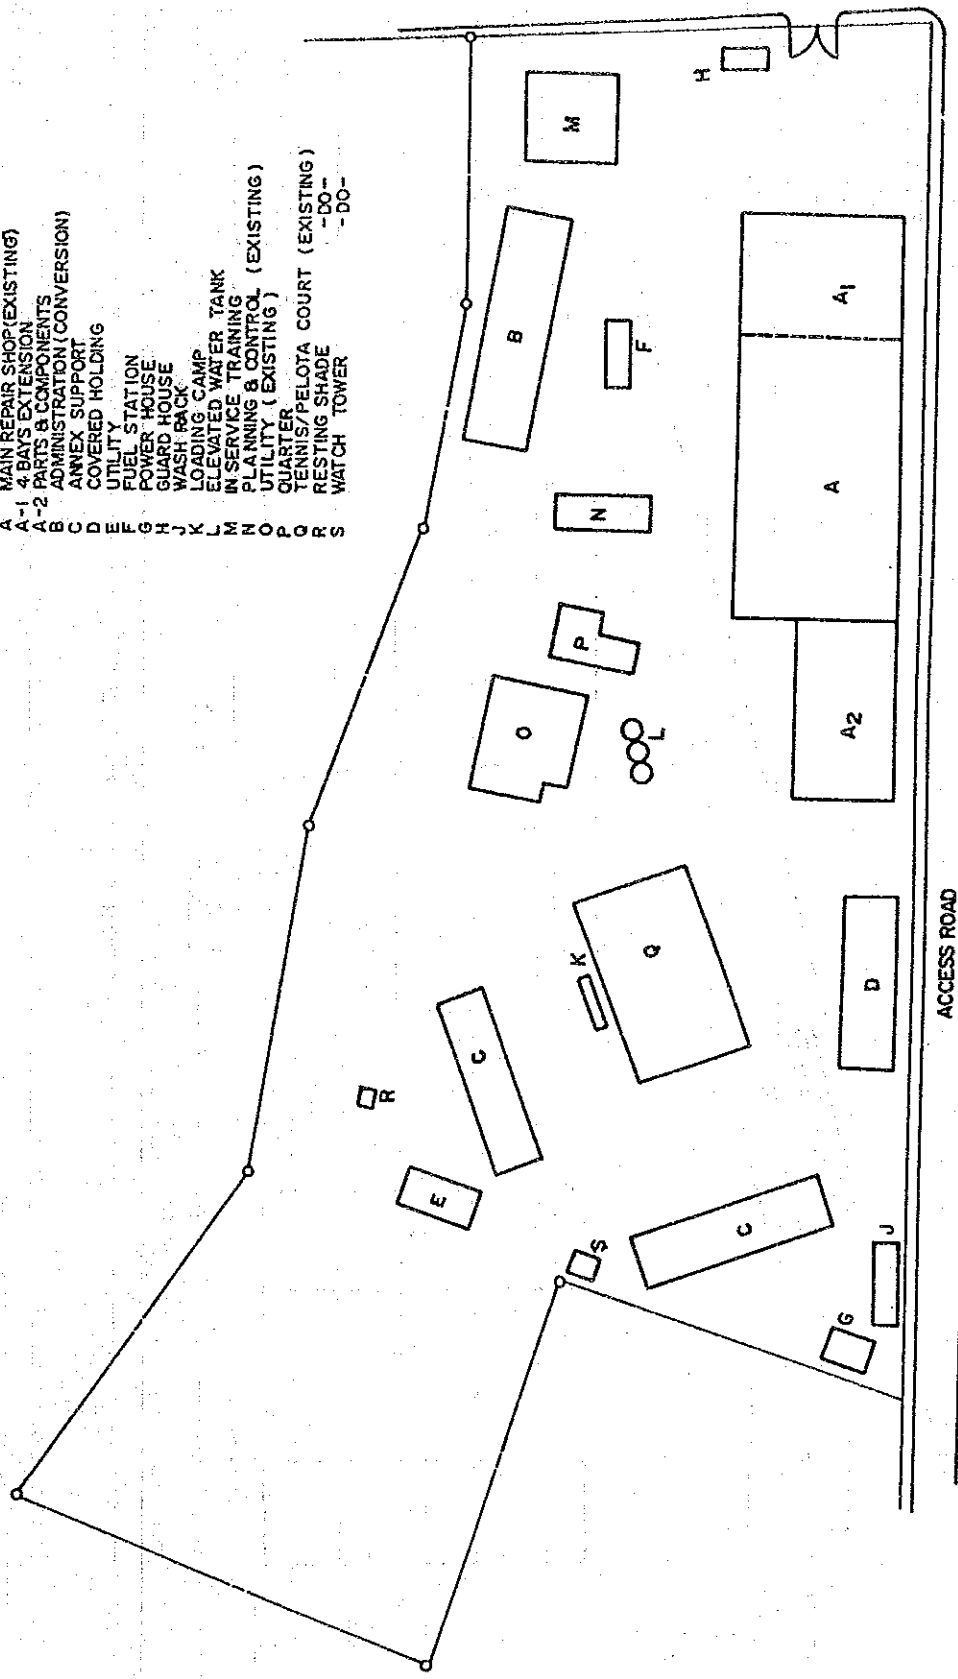 A MAIN REPAIR SHOP(EXISTING)
A-1 4 BAYS EXTENSION
A-2 PARTS & COMPONENTS
B ADMINISTRATION(CONVERSION)
C ANNEX SUPPORT
D COVERED HOLDING
E UTILITY
F FUEL STATION
G POWER HOUSE
H GUARD HOUSE
J WASH RACK
K LOADING CAMP
L ELEVATED WATER TANK
M IN SERVICE TRAINING
N PLANNING & CONTROL (EXISTING)
O UTILITY (EXISTING)
P QUARTER
Q TENNIS/PELOTA COURT (EXISTING)
R RESTING SHADE -DO-
S WATCH TOWER -DO-
H
M
B
F
A1
A
N
P
O
L
A2
K
Q
D
C
R
E
S
C
J
G
ACCESS ROAD